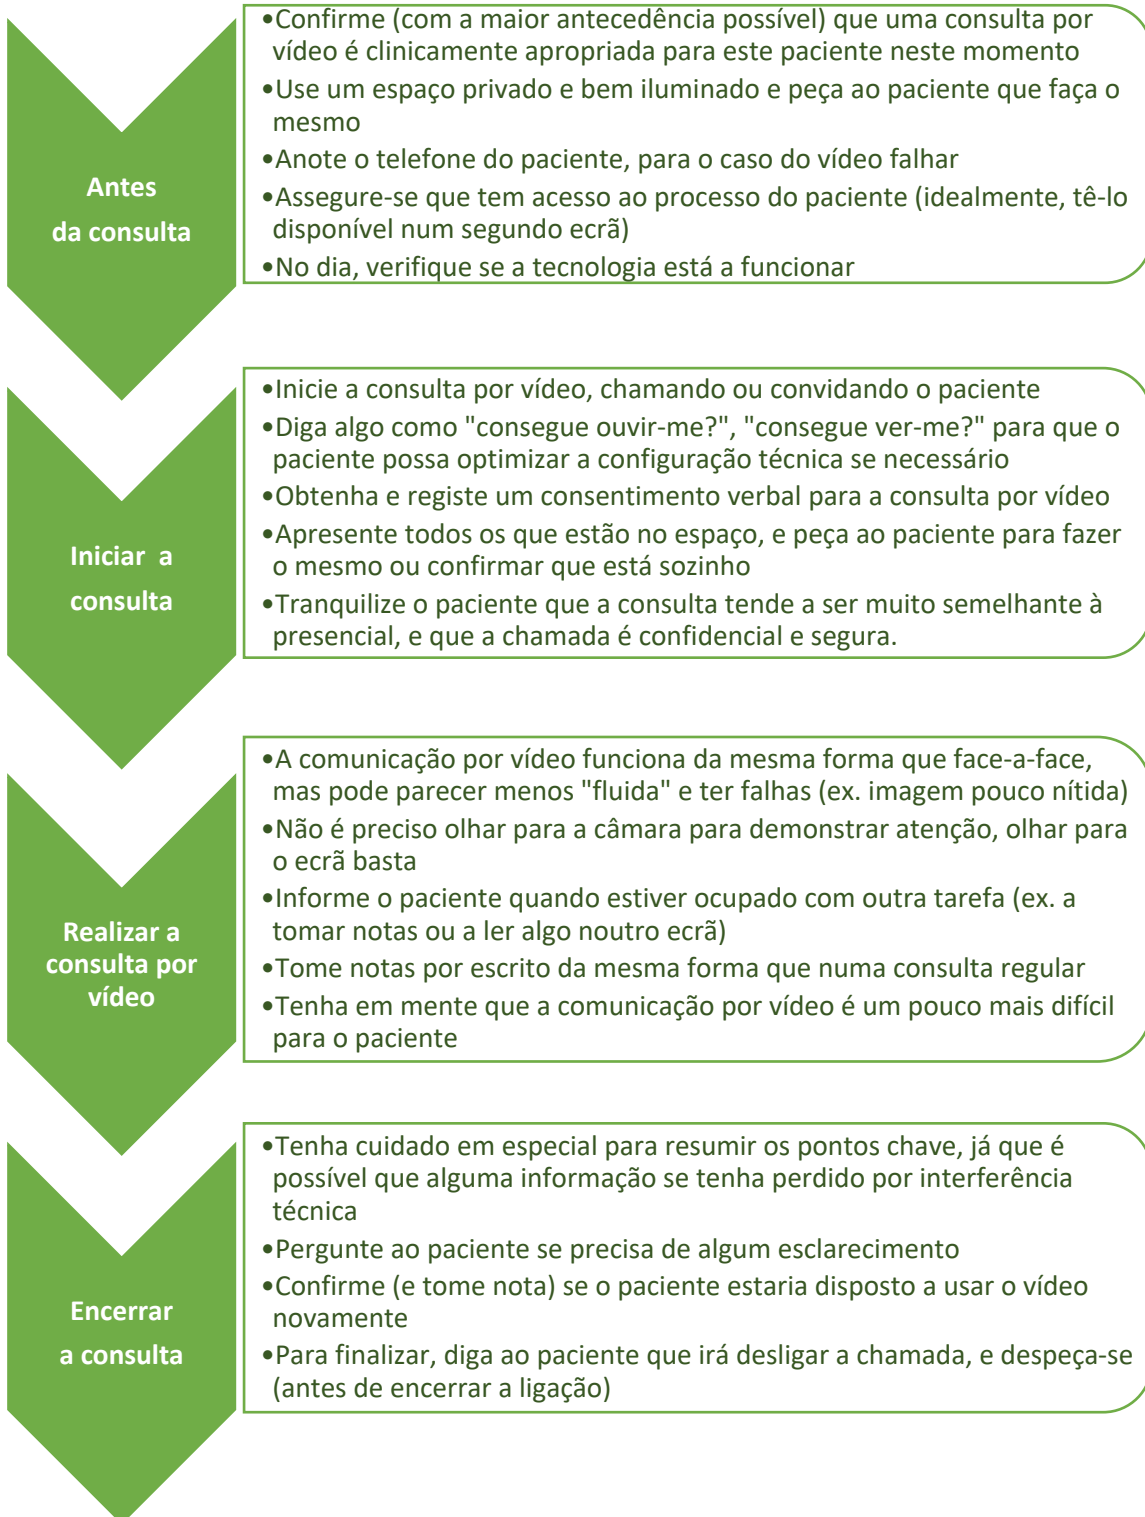 Antes
da consulta
•Confirme (com a maior antecedência possível) que uma consulta por
vídeo é clinicamente apropriada para este paciente neste momento
•Use um espaço privado e bem iluminado e peça ao paciente que faça o
mesmo
•Anote o telefone do paciente, para o caso do vídeo falhar
•Assegure-se que tem acesso ao processo do paciente (idealmente, tê-lo
disponível num segundo ecrã)
•No dia, verifique se a tecnologia está a funcionar
Iniciar a
consulta
•Inicie a consulta por vídeo, chamando ou convidando o paciente
•Diga algo como "consegue ouvir-me?", "consegue ver-me?" para que o
paciente possa optimizar a configuração técnica se necessário
•Obtenha e registe um consentimento verbal para a consulta por vídeo
•Apresente todos os que estão no espaço, e peça ao paciente para fazer
o mesmo ou confirmar que está sozinho
•Tranquilize o paciente que a consulta tende a ser muito semelhante à
presencial, e que a chamada é confidencial e segura.
Realizar a
consulta por
vídeo
•A comunicação por vídeo funciona da mesma forma que face-a-face,
mas pode parecer menos "fluida" e ter falhas (ex. imagem pouco nítida)
•Não é preciso olhar para a câmara para demonstrar atenção, olhar para
o ecrã basta
•Informe o paciente quando estiver ocupado com outra tarefa (ex. a
tomar notas ou a ler algo noutro ecrã)
•Tome notas por escrito da mesma forma que numa consulta regular
•Tenha em mente que a comunicação por vídeo é um pouco mais difícil
para o paciente
Encerrar
a consulta
•Tenha cuidado em especial para resumir os pontos chave, já que é
possível que alguma informação se tenha perdido por interferência
técnica
•Pergunte ao paciente se precisa de algum esclarecimento
•Confirme (e tome nota) se o paciente estaria disposto a usar o vídeo
novamente
•Para finalizar, diga ao paciente que irá desligar a chamada, e despeça-se
(antes de encerrar a ligação)